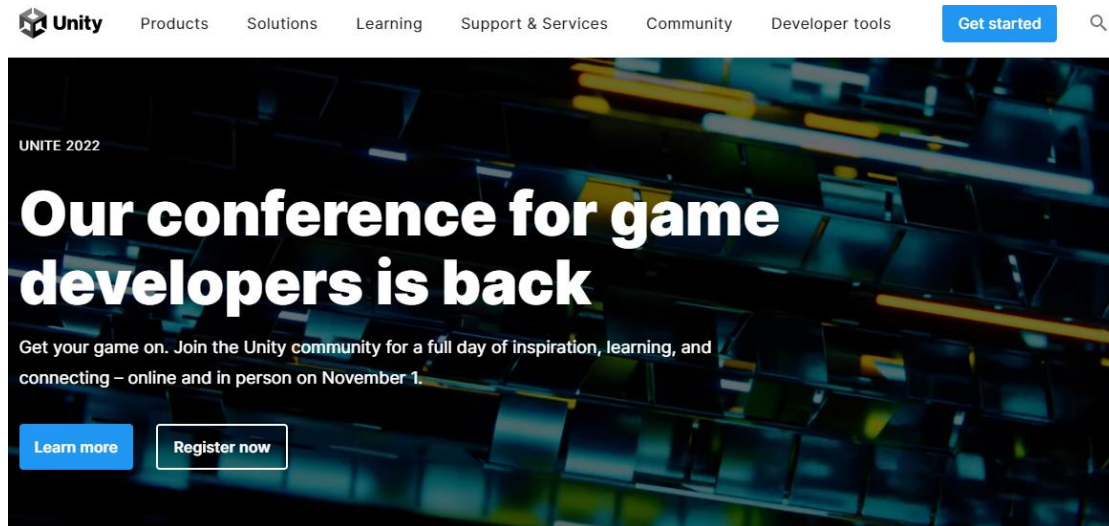 Unity Products Solutions Learning Support & Services Community Developer tools Get started
UNITE 2022
Our conference for game
developers is back
Get your game on. Join the Unity community for a full day of inspiration, learning, and
connecting – online and in person on November 1.
Learn more Register now